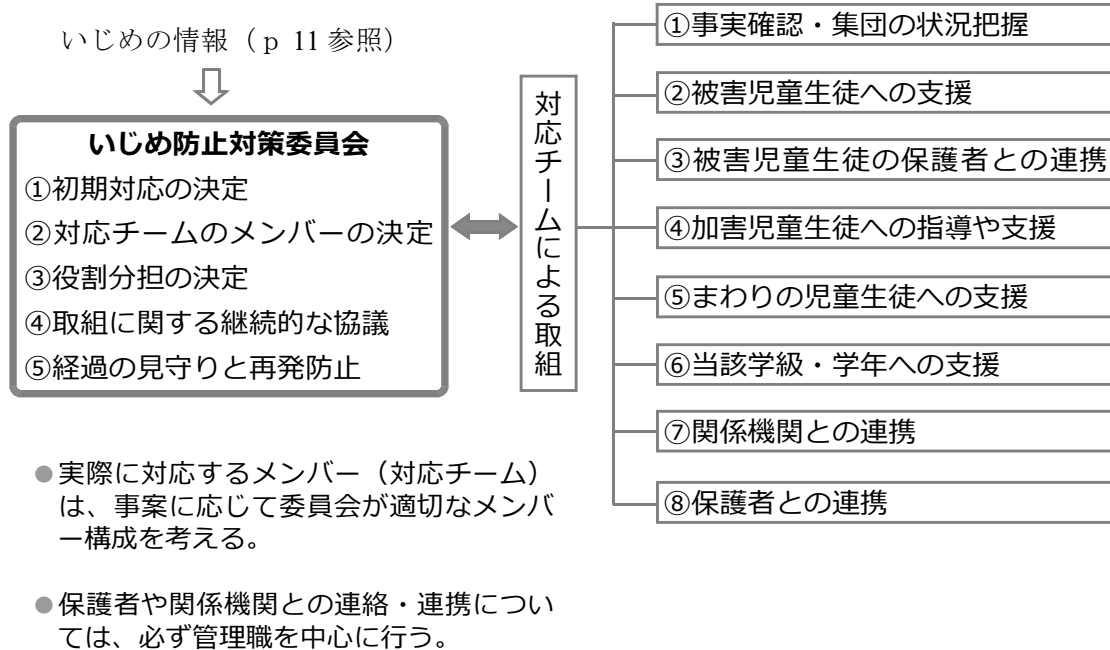 いじめの情報（ｐ 11 参照）
いじめ防止対策委員会
①初期対応の決定
②対応チームのメンバーの決定
③役割分担の決定
④取組に関する継続的な協議
⑤経過の見守りと再発防止
対応チームによる取組
①事実確認・集団の状況把握
②被害児童生徒への支援
③被害児童生徒の保護者との連携
④加害児童生徒への指導や支援
⑤まわりの児童生徒への支援
⑥当該学級・学年への支援
⑦関係機関との連携
⑧保護者との連携
●実際に対応するメンバー（対応チーム）
は、事案に応じて委員会が適切なメンバ
ー構成を考える。
●保護者や関係機関との連絡・連携につい
ては、必ず管理職を中心に行う。